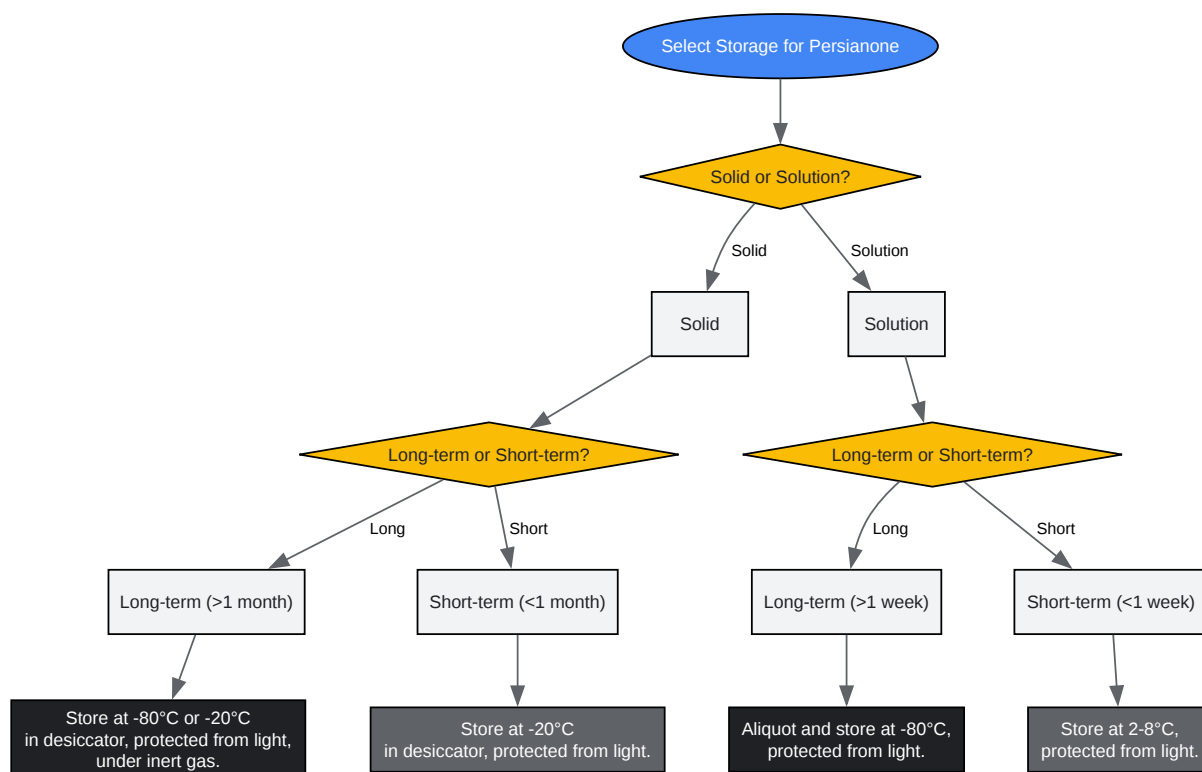 Select Storage for Persianone
Solid or Solution?
Solid
Solution
Solid
Solution
Long-term or Short-term?
Long-term or Short-term?
Long
Short
Long
Short
Long-term (>1 month)
Short-term (<1 month)
Long-term (>1 week)
Short-term (<1 week)
Store at -80°C or -20°C
in desiccator, protected from light,
under inert gas.
Store at -20°C
in desiccator, protected from light.
Aliquot and store at -80°C,
protected from light.
Store at 2-8°C,
protected from light.